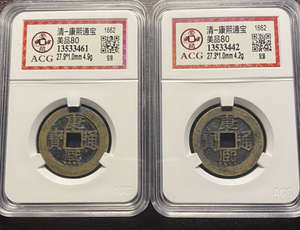 清-康熙通宝 1662
美品80
13533461
ACG 27.8*1.0mm 4.9g
康熙通寶
清-康熙通宝 1662
美品80
13533442
ACG 27.3*1.0mm 4.2g
康熙通寶